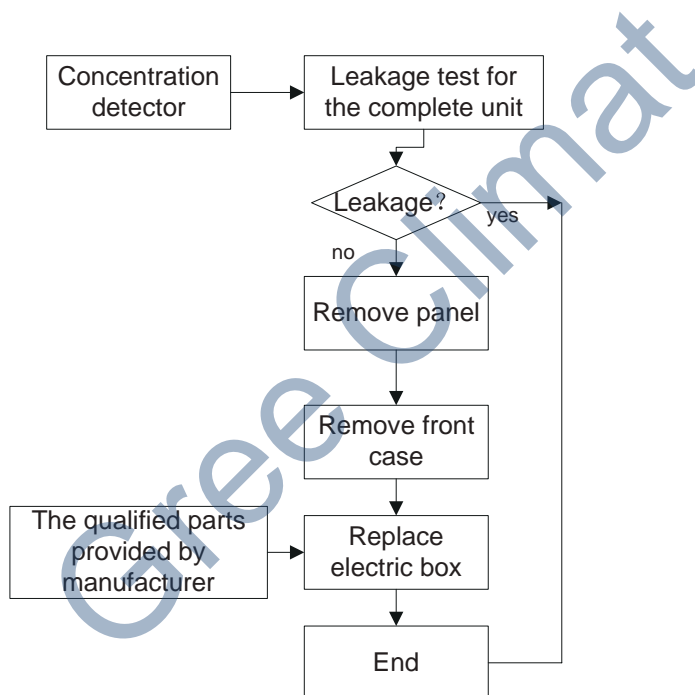 Concentration
detector
Leakage test for
the complete unit
Leakage？
yes
no
Remove panel
Remove front
case
The qualified parts
provided by
manufacturer
Replace
electric box
End
Gree Climat